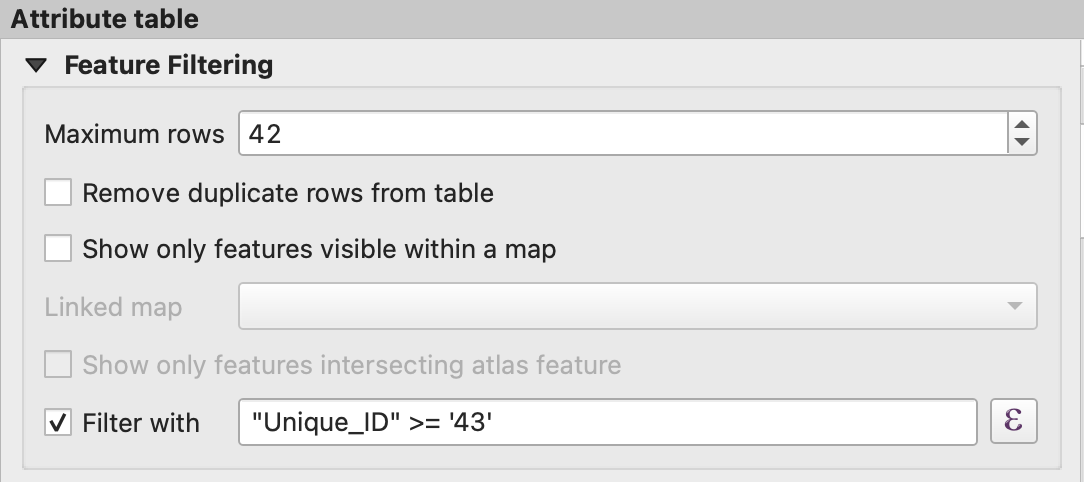 Attribute table
Feature Filtering
Maximum rows 42
Remove duplicate rows from table
Show only features visible within a map
Linked map
Show only features intersecting atlas feature
Filter with "Unique_ID" >= '43' ε